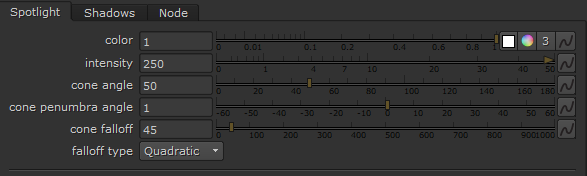 Spotlight Shadows Node
color 1 0 0.01 0.1 0.2 0.4 0.6 0.8 1 3
intensity 250 0 1 4 7 10 20 30 40 50
cone angle 50 0 20 40 60 80 100 120 140 160 180
cone penumbra angle 1 -60 -50 -40 -30 -20 -10 0 10 20 30 40 50 60
cone falloff 45 0 100 200 300 400 500 600 700 800 900 1000
falloff type Quadratic